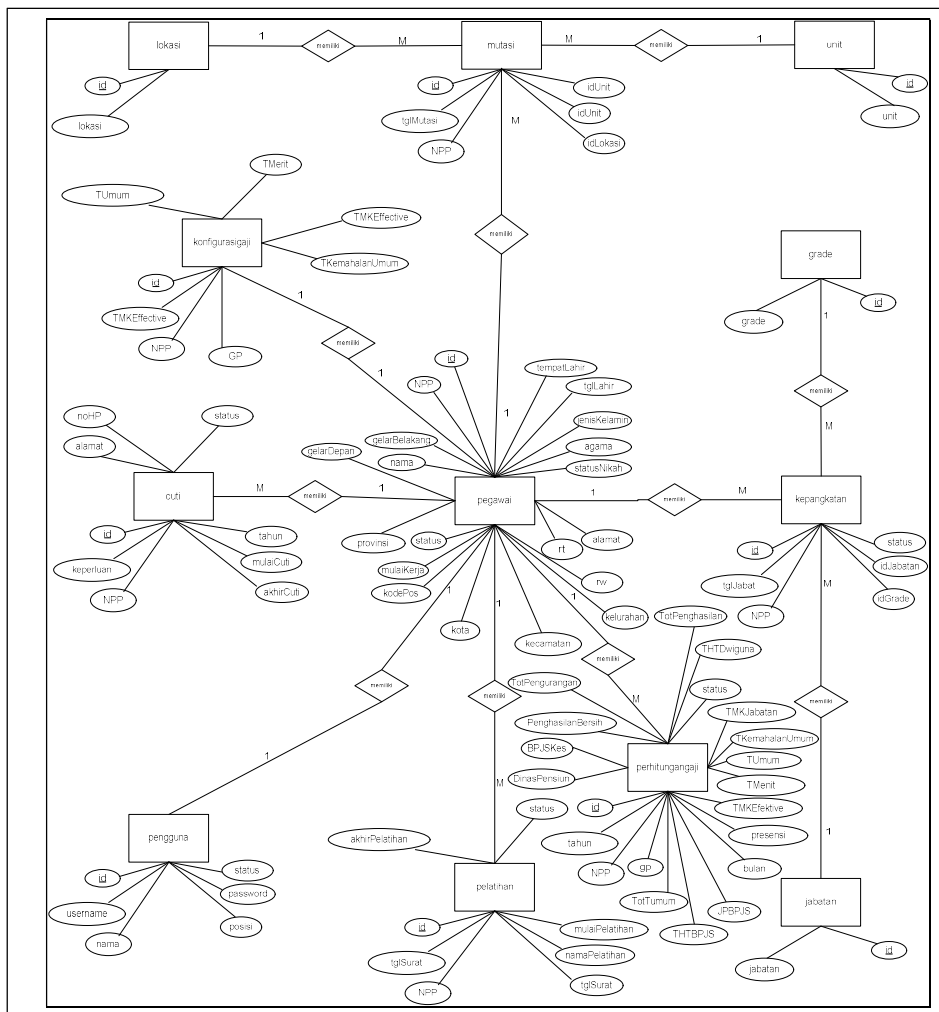 lokasi
1
memiliki
M
mutasi
M
memiliki
1
unit
id
lokasi
id
tglMutasi
NPP
M
idUnit
idUnit
idLokasi
id
unit
TMerit
TUmum
konfigurasigaji
TMKEffective
TKemahalanUmum
id
TMKEffective
NPP
GP
1
memiliki
1
memiliki
1
grade
grade
id
1
memiliki
M
id
NPP
gelarBelakang
gelarDepan
nama
tempatLahir
tglLahir
jenisKelamin
agama
statusNikah
noHP
status
alamat
cuti
M
memiliki
1
pegawai
1
memiliki
M
kepangkatan
id
keperluan
NPP
tahun
mulaiCuti
akhirCuti
provinsi
status
mulaiKerja
kodePos
kota
kecamatan
kelurahan
rw
rt
alamat
id
tglJabat
NPP
status
idJabatan
idGrade
M
memiliki
1
1
memiliki
1
1
memiliki
M
1
memiliki
M
TotPenghasilan
THTDwiguna
status
TotPengurangan
PenghasilanBersih
BPJSKes
DinasPensiun
perhitungangaji
TMKJabatan
TKemahalanUmum
TUmum
TMenit
TMKEfektive
presensi
bulan
id
tahun
NPP
gp
TotTumum
THTBPJS
JPBPJS
pengguna
id
username
nama
status
password
posisi
status
akhirPelatihan
pelatihan
id
tglSurat
NPP
mulaiPelatihan
namaPelatihan
tglSurat
jabatan
jabatan
id